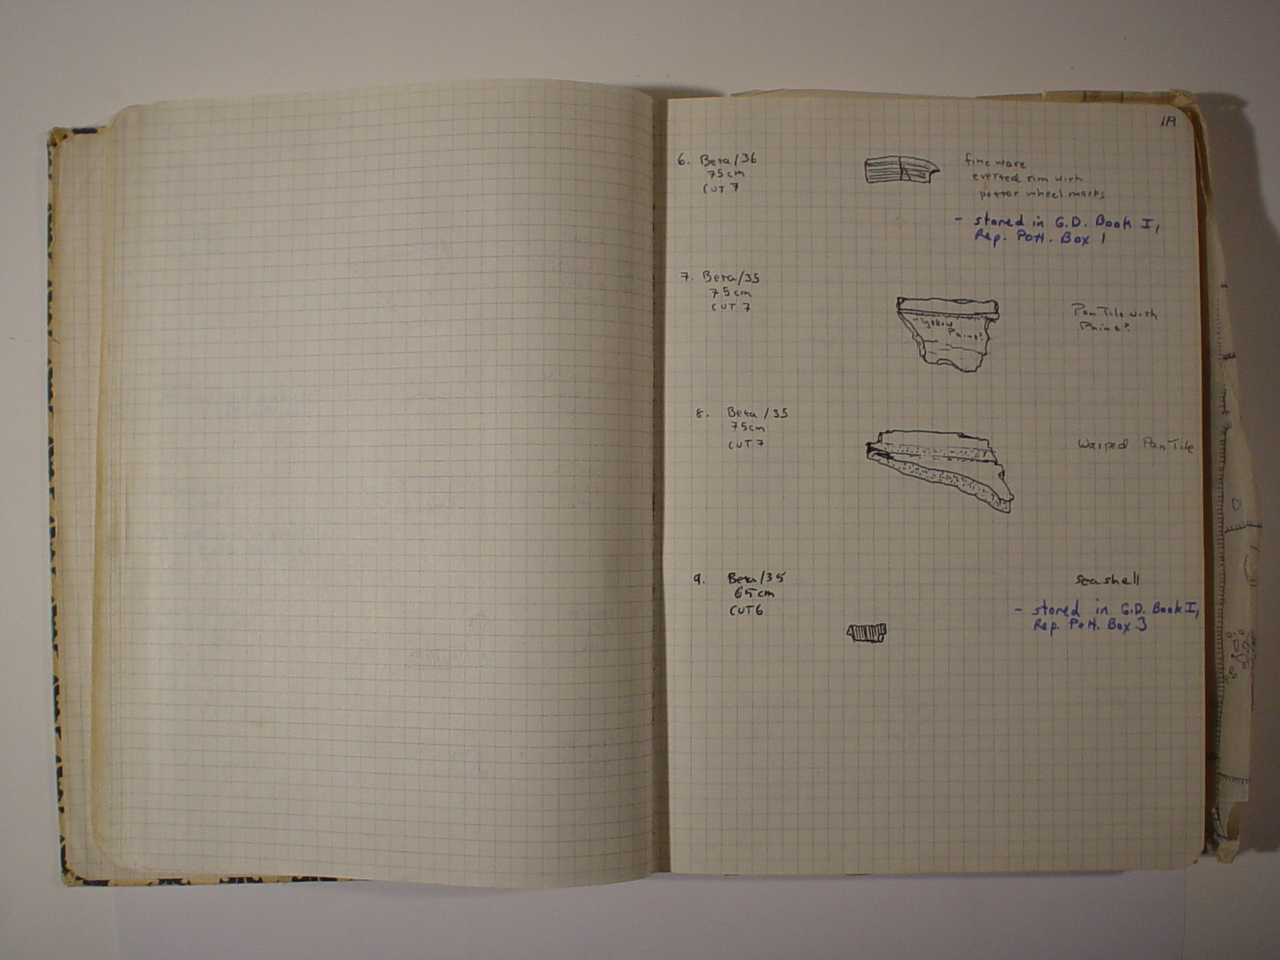 119
6. Beta/36
75cm
CUT 7
fine ware
everted rim with
potter wheel marks
- stored in G.D. Book I,
Rep. Pott. Box 1
7. Beta/35
75cm
CUT 7
yellow
Paint?
Pan Tile with
Paint?
8. Beta/35
75cm
CUT 7
Warped Pan Tile
9. Beta/35
65cm
CUT 6
seashell
- stored in G.D. Book I,
Rep. Pott. Box 3